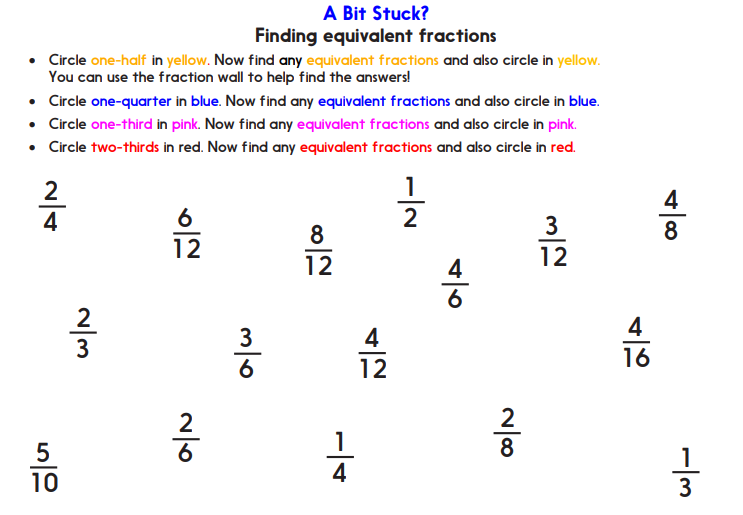 A Bit Stuck?
Finding equivalent fractions
• Circle one-half in yellow. Now find any equivalent fractions and also circle in yellow.
You can use the fraction wall to help find the answers!
• Circle one-quarter in blue. Now find any equivalent fractions and also circle in blue.
• Circle one-third in pink. Now find any equivalent fractions and also circle in pink.
• Circle two-thirds in red. Now find any equivalent fractions and also circle in red.
2/4
6/12
8/12
1/2
4/6
3/12
4/8
2/3
3/6
4/12
4/16
5/10
2/6
1/4
2/8
1/3